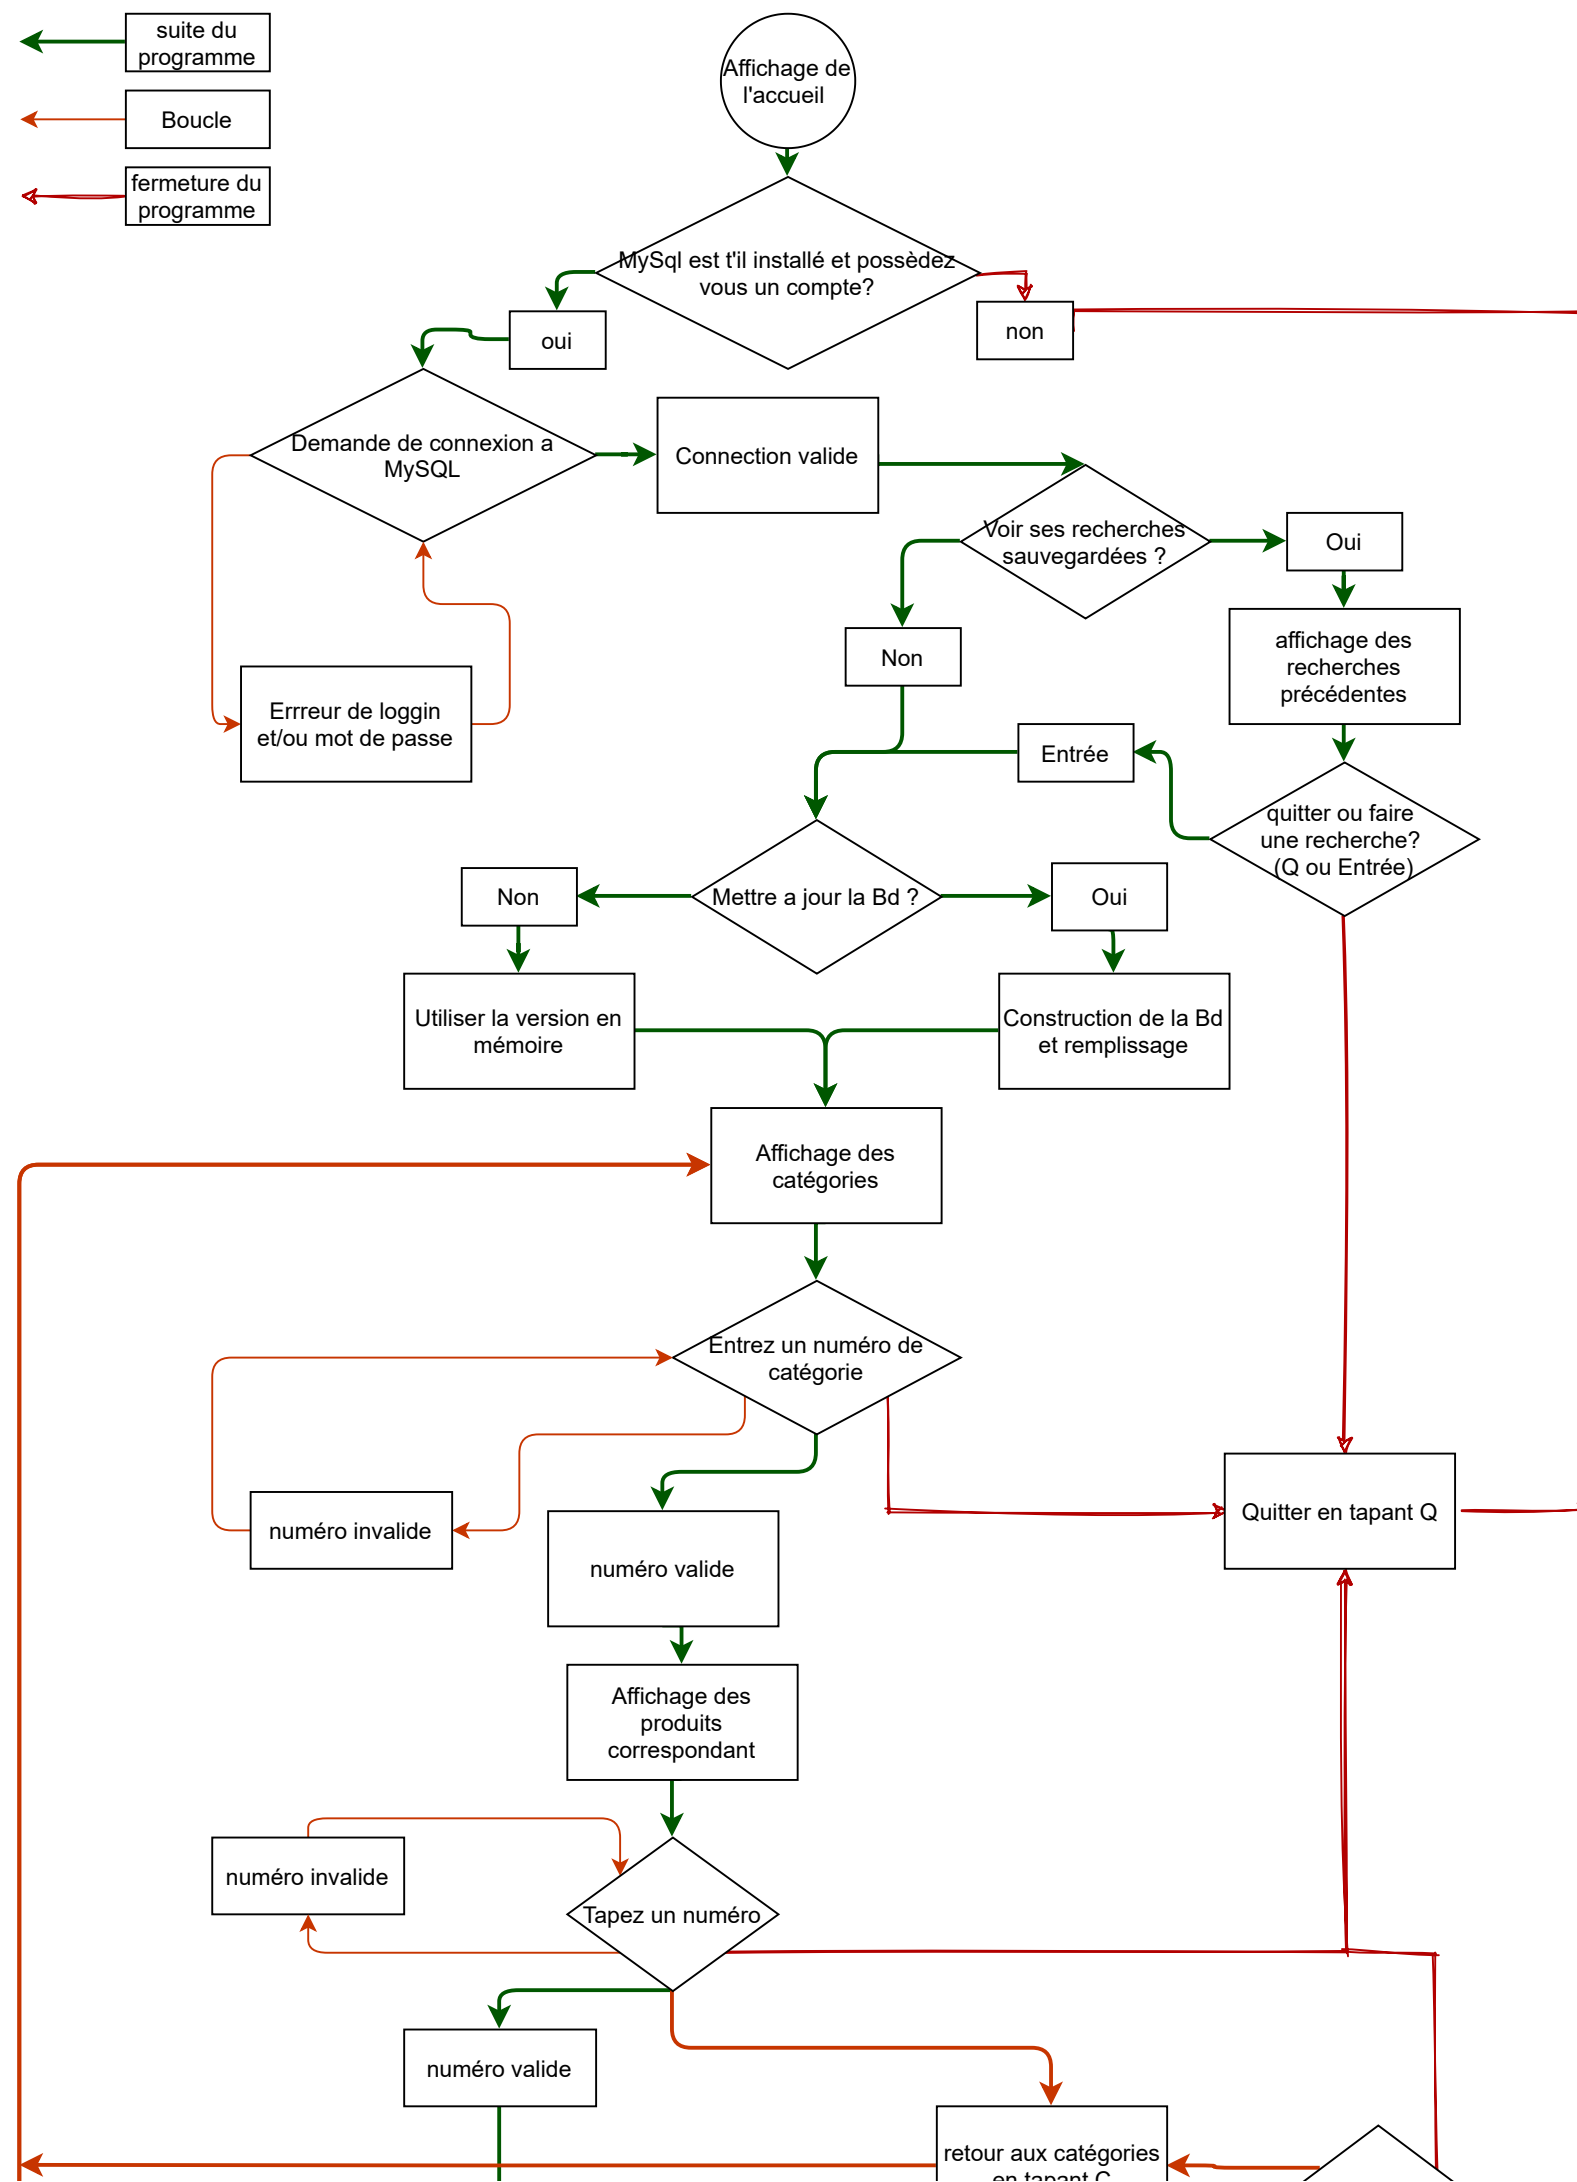 suite du
programme
Boucle
fermeture du
programme
Affichage de
l'accueil
MySql est t'il installé et possèdez
vous un compte?
oui
non
Demande de connexion a
MySQL
Connection valide
Voir ses recherches
sauvegardées ?
Oui
Non
affichage des
recherches
précédentes
Errreur de loggin
et/ou mot de passe
Entrée
quitter ou faire
une recherche?
(Q ou Entrée)
Non
Mettre a jour la Bd ?
Oui
Utiliser la version en
mémoire
Construction de la Bd
et remplissage
Affichage des
catégories
Entrez un numéro de
catégorie
numéro invalide
numéro valide
Quitter en tapant Q
Affichage des
produits
correspondant
numéro invalide
Tapez un numéro
numéro valide
retour aux catégories
en tapant C